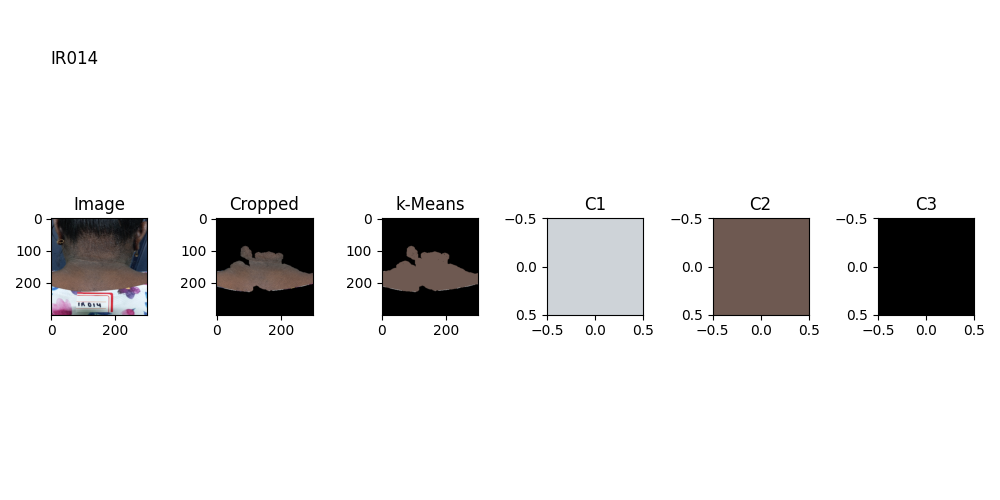 IR014
Image Cropped k-Means C1 C2 C3
0 0 0 −0.5 −0.5 −0.5
100 100 100 0.0 0.0 0.0
200 200 200 0.5 0.5 0.5
IR014
0 200 0 200 0 200 −0.5 0.0 0.5 −0.5 0.0 0.5 −0.5 0.0 0.5